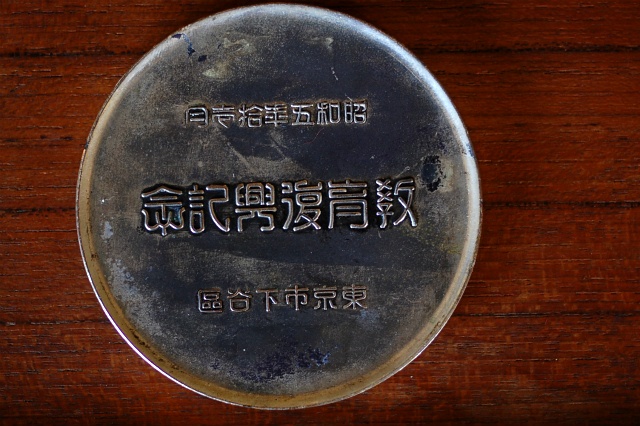 昭和五年拾壱月
教育復興記念
東京市下谷區